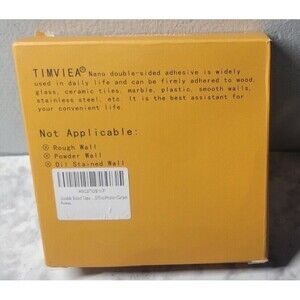 TIMVIEA® Nano double-sided adhesive is widely
used in daily life and can be firmly adhered to wood,
glass, ceramic tiles, marble, plastic, smooth walls,
stainless steel, etc. It is the best assistant for
your convenient life.
Not Applicable:
Rough Wall
Powder Wall
Oil Stained Wall